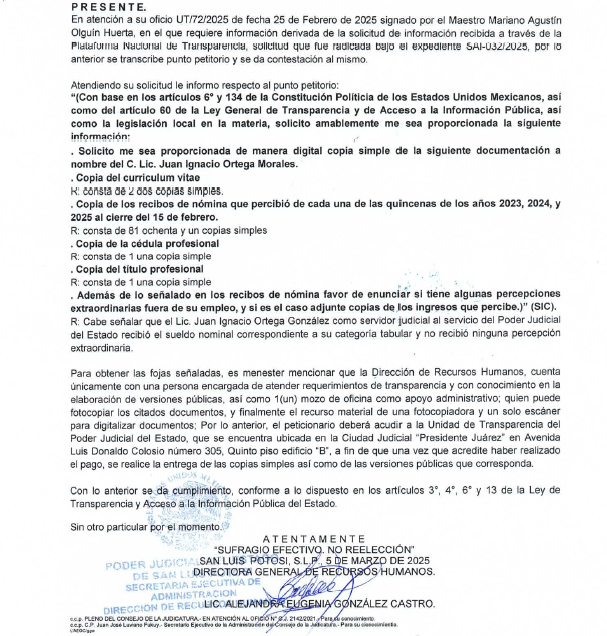 PRESENTE.
En atención a su oficio UT/72/2025 de fecha 25 de Febrero de 2025 signado por el Maestro Mariano Agustín
Olguín Huerta, en el que requiere información derivada de la solicitud de información recibida a través de la
Plataforma Nacional de Transparencia, solicitud que fue radicada bajo el expediente SAI-032/2025, por lo
anterior se transcribe punto petitorio y se da contestación al mismo.
Atendiendo su solicitud le informo respecto al punto petitorio:
"(Con base en los artículos 6° y 134 de la Constitución Politicia de los Estados Unidos Mexicanos, así
como del artículo 60 de la Ley General de Transparencia y de Acceso a la Información Pública, así
como la legislación local en la materia, solicito amablemente me sea proporcionada la siguiente
información:
. Solicito me sea proporcionado de manera digital copia simple de la siguiente documentación a
nombre del C. Lic. Juan Ignacio Ortega Morales.
. Copia del curriculum vitae
R: consta de 2 dos copias simples.
. Copia de los recibos de nómina que percibió de cada una de las quincenas de los años 2023, 2024, y
2025 al cierre del 15 de febrero.
R: consta de 81 ochenta y un copias simples
. Copia de la cédula profesional
R: consta de 1 una copia simple
. Copia del título profesional
R: consta de 1 una copia simple
. Además de lo señalado en los recibos de nómina favor de enunciar si tiene algunas percepciones
extraordinarias fuera de su empleo, y si es el caso adjunte copias de los ingresos que percibe.)" (SIC).
R: Cabe señalar que el Lic. Juan Ignacio Ortega González como servidor judicial al servicio del Poder Judicial
del Estado recibió el sueldo nominal correspondiente a su categoría tabular y no recibió ninguna percepción
extraordinaria.
Para obtener las fojas señaladas, es menester mencionar que la Dirección de Recursos Humanos, cuenta
únicamente con una persona encargada de atender requerimientos de transparencia y con conocimiento en la
elaboración de versiones públicas, así como 1(un) mozo de oficina como apoyo administrativo; quien puede
fotocopiar los citados documentos, y finalmente el recurso material de una fotocopiadora y un solo escáner
para digitalizar documentos; Por lo anterior, el peticionario deberá acudir a la Unidad de Transparencia del
Poder Judicial del Estado, que se encuentra ubicada en la Ciudad Judicial "Presidente Juárez" en Avenida
Luis Donaldo Colosio número 305, Quinto piso edificio "B", a fin de que una vez que acredite haber realizado
el pago, se realice la entrega de las copias simples así como de las versiones públicas que corresponda.
Con lo anterior se da cumplimiento, conforme a lo dispuesto en los artículos 3°, 4°, 6° y 13 de la Ley de
Transparencia y Acceso a la Información Pública del Estado.
Sin otro particular por el momento.
ATENTAMENTE
"SUFRAGIO EFECTIVO. NO REELECCIÓN"
SAN LUIS POTOSI, S.L.P. 5 DE MARZO DE 2025
DIRECTORA GENERAL DE RECURSOS HUMANOS.
PODER JUDICIAL
DE SAN LUIS
SECRETARIA EJECUTIVA DE
ADMINISTRACION
DIRECCION DE RECU
LIC. ALEJANDRA EUGENIA GONZÁLEZ CASTRO.
c.c.p. PLENO DEL CONSEJO DE LA JUDICATURA.- EN ATENCIÓN AL OFICIO 2142/2021.- Para su conocimiento.
c.c.p. C.P. Juan José Luviano Fukuy.- Secretario Ejecutivo de Administración del Consejo de la Judicatura.- Para su conocimiento.